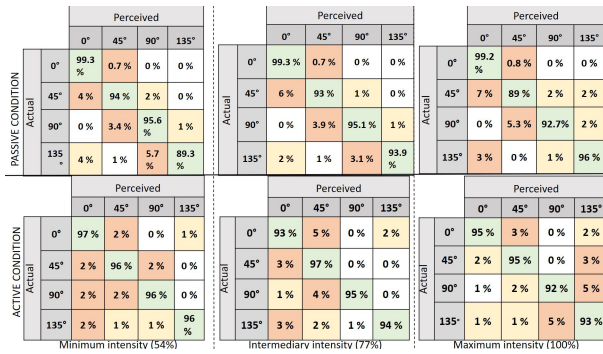 Perceived Perceived Perceived
0° 45° 90° 135° 0° 45° 90° 135° 0° 45° 90° 135°
PASSIVE CONDITION
Actual Actual Actual
0° 99.3 % 0.7 % 0 % 0 % 0° 99.3 % 0.7 % 0 % 0 % 0° 99.2 % 0.8 % 0 % 0 %
45° 4 % 94 % 2 % 0 % 45° 6 % 93 % 1 % 0 % 45° 7 % 89 % 2 % 2 %
90° 0 % 3.4 % 95.6 % 1 % 90° 0 % 3.9 % 95.1 % 1 % 90° 0 % 5.3 % 92.7% 2 %
135 ° 4 % 1 % 5.7 % 89.3 % 135° 2 % 1 % 3.1 % 93.9 % 135° 3 % 0 % 1 % 96 %
Perceived Perceived Perceived
0° 45° 90° 135° 0° 45° 90° 135° 0° 45° 90° 135°
ACTIVE CONDITION
Actual Actual Actual
0° 97 % 2 % 0 % 1 % 0° 93 % 5 % 0 % 2 % 0° 95 % 3 % 0 % 2 %
45° 2 % 96 % 2 % 0 % 45° 3 % 97 % 0 % 0 % 45° 2 % 95 % 0 % 3 %
90° 2 % 2 % 96 % 0 % 90° 1 % 4 % 95 % 0 % 90° 1 % 2 % 92 % 5 %
135° 2 % 1 % 1 % 96 % 135° 3 % 2 % 1 % 94 % 135° 1 % 1 % 5 % 93 %
Minimum intensity (54%) Intermediary intensity (77%) Maximum intensity (100%)